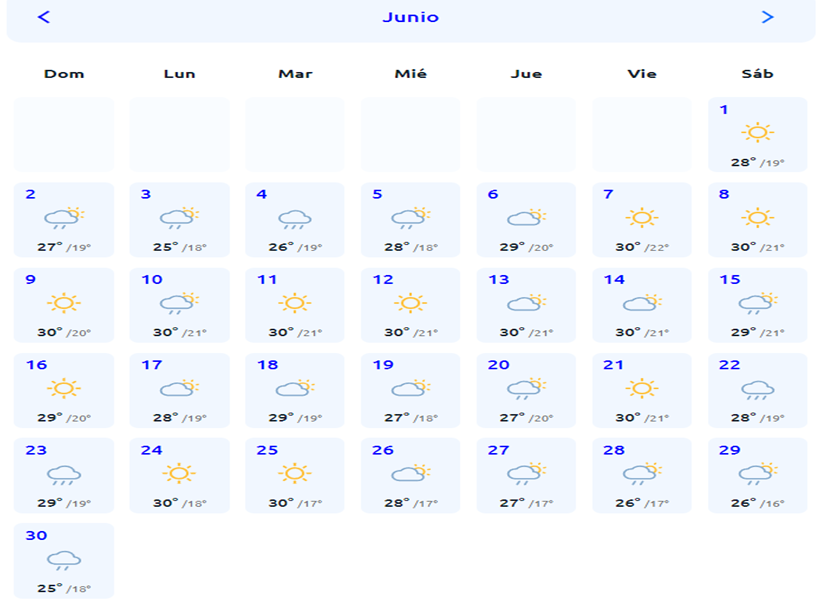 Junio
Dom Lun Mar Mié Jue Vie Sáb
1
28° /19°
2 3 4 5 6 7 8
27° /19° 25° /18° 26° /19° 28° /18° 29° /20° 30° /22° 30° /21°
9 10 11 12 13 14 15
30° /20° 30° /21° 30° /21° 30° /21° 30° /21° 30° /21° 29° /21°
16 17 18 19 20 21 22
29° /20° 28° /19° 29° /19° 27° /18° 27° /20° 30° /21° 28° /19°
23 24 25 26 27 28 29
29° /19° 30° /18° 30° /17° 28° /17° 27° /17° 26° /17° 26° /16°
30
25° /18°